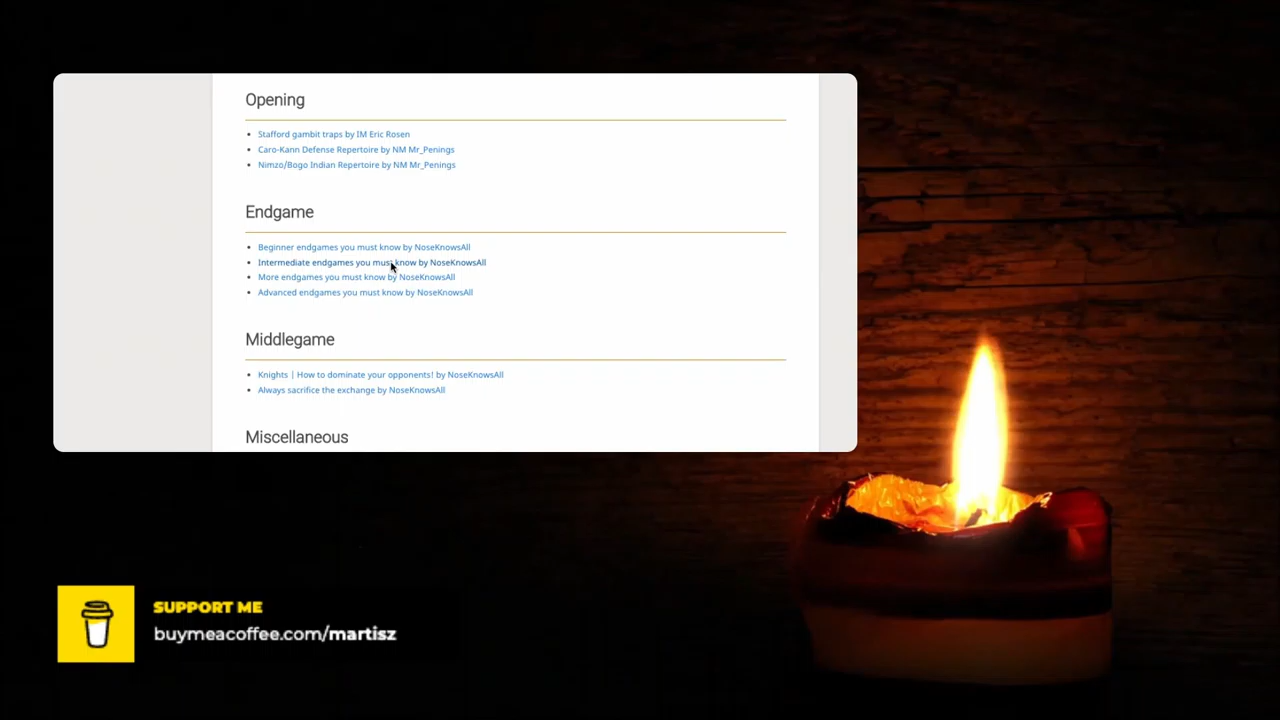 Opening
Stafford gambit traps by IM Eric Rosen
Caro-Kann Defense Repertoire by NM Mr_Penings
Nimzo/Bogo Indian Repertoire by NM Mr_Penings
Endgame
Beginner endgames you must know by NoseKnowsAll
Intermediate endgames you must know by NoseKnowsAll
More endgames you must know by NoseKnowsAll
Advanced endgames you must know by NoseKnowsAll
Middlegame
Knights | How to dominate your opponents! by NoseKnowsAll
Always sacrifice the exchange by NoseKnowsAll
Miscellaneous
SUPPORT ME
buymeacoffee.com/martisz